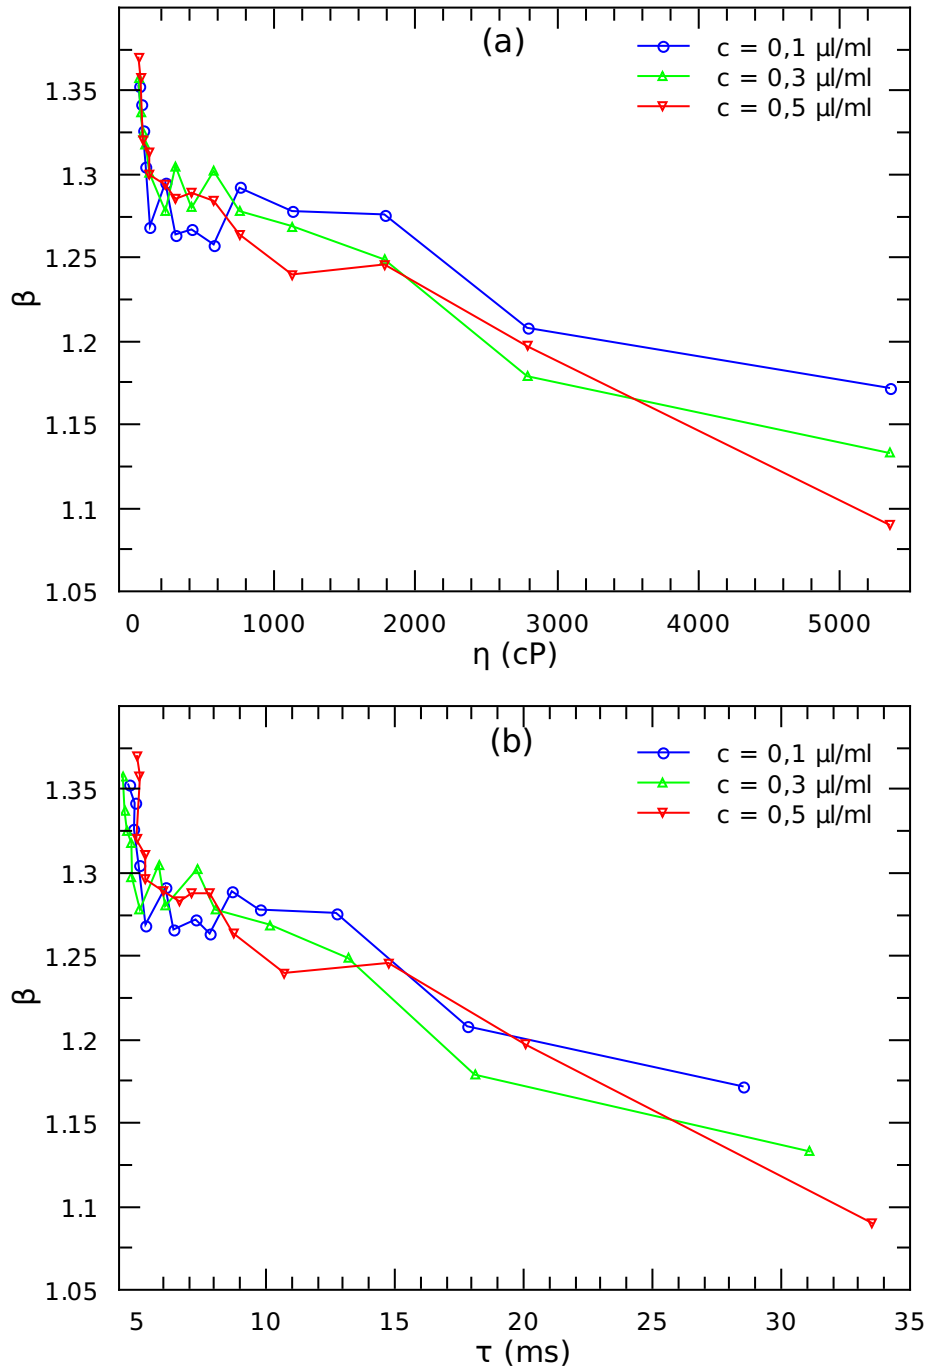 (a)
c = 0,1 µl/ml
c = 0,3 µl/ml
c = 0,5 µl/ml
1.35
1.3
1.25
1.2
1.15
1.1
1.05
β
0 1000 2000 3000 4000 5000
η (cP)
(b)
c = 0,1 µl/ml
c = 0,3 µl/ml
c = 0,5 µl/ml
1.35
1.3
1.25
1.2
1.15
1.1
1.05
β
5 10 15 20 25 30 35
τ (ms)